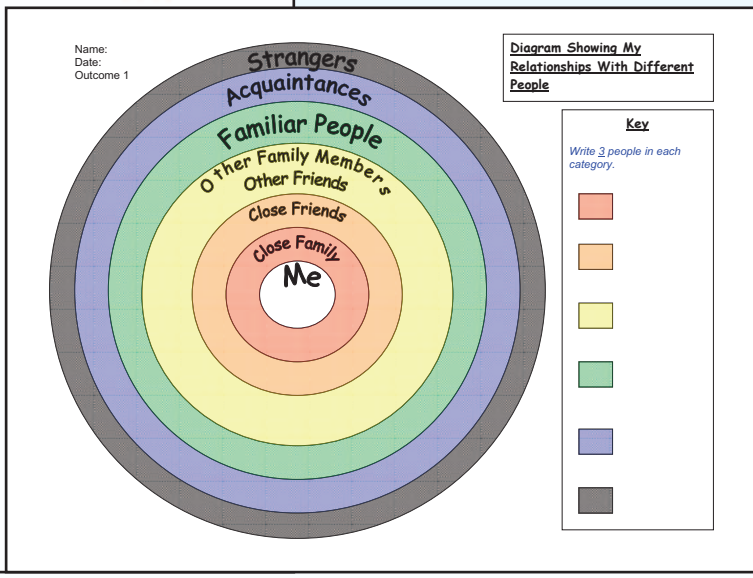 Name:
Date:
Outcome 1
Strangers
Acquaintances
Familiar People
Other Family Members
Other Friends
Close Friends
Close Family
Me
Diagram Showing My
Relationships With Different
People
Key
Write 3 people in each
category.